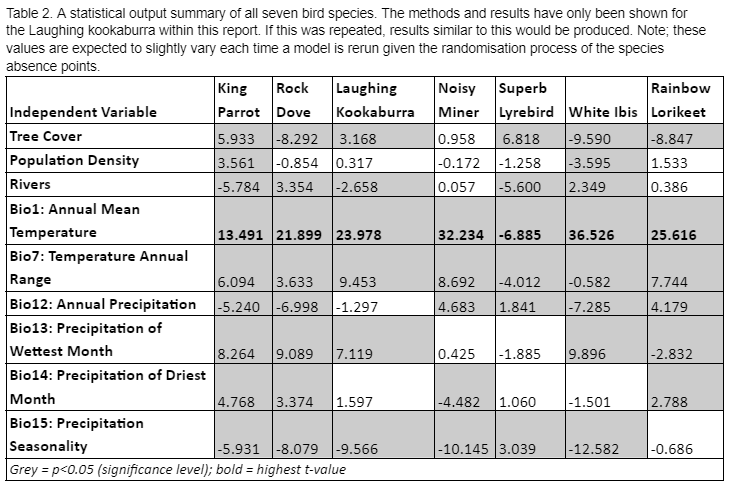 Table 2. A statistical output summary of all seven bird species. The methods and results have only been shown for
the Laughing kookaburra within this report. If this was repeated, results similar to this would be produced. Note; these
values are expected to slightly vary each time a model is rerun given the randomisation process of the species
absence points.
King Rock Laughing Noisy Superb Rainbow
Independent Variable Parrot Dove Kookaburra Miner Lyrebird White Ibis Lorikeet
Tree Cover 5.933 -8.292 3.168 0.958 6.818 -9.590 -8.847
Population Density 3.561 -0.854 0.317 -0.172 -1.258 -3.595 1.533
Rivers -5.784 3.354 -2.658 0.057 -5.600 2.349 0.386
Bio1: Annual Mean
Temperature 13.491 21.899 23.978 32.234 -6.885 36.526 25.616
Bio7: Temperature Annual
Range 6.094 3.633 9.453 8.692 -4.012 -0.582 7.744
Bio12: Annual Precipitation -5.240 -6.998 -1.297 4.683 1.841 -7.285 4.179
Bio13: Precipitation of
Wettest Month 8.264 9.089 7.119 0.425 -1.885 9.896 -2.832
Bio14: Precipitation of Driest
Month 4.768 3.374 1.597 -4.482 1.060 -1.501 2.788
Bio15: Precipitation
Seasonality -5.931 -8.079 -9.566 -10.145 3.039 -12.582 -0.686
Grey = p<0.05 (significance level); bold = highest t-value